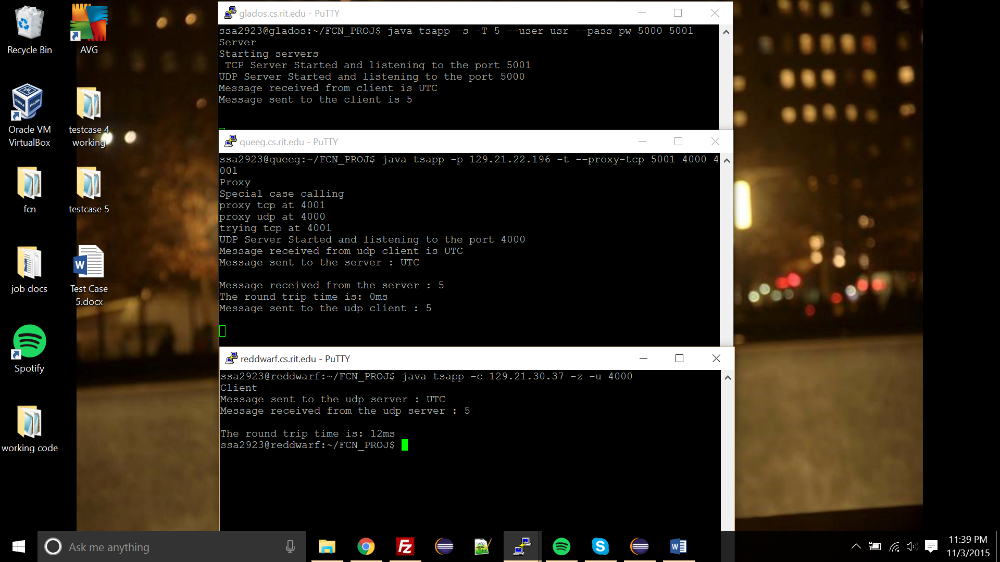 Recycle Bin
AVG
Oracle VM
VirtualBox
testcase 4
working
fcn
testcase 5
job docs
Test Case
5.docx
Spotify
working code
glados.cs.rit.edu - PuTTY
ssa2923@glados:~/FCN_PROJ$ java tsapp -s -T 5 --user usr --pass pw 5000 5001
Server
Starting servers
TCP Server Started and listening to the port 5001
UDP Server Started and listening to the port 5000
Message received from client is UTC
Message sent to the client is 5
queeg.cs.rit.edu - PuTTY
ssa2923@queeg:~/FCN_PROJ$ java tsapp -p 129.21.22.196 -t --proxy-tcp 5001 4000 4
001
Proxy
Special case calling
proxy tcp at 4001
proxy udp at 4000
trying tcp at 4001
UDP Server Started and listening to the port 4000
Message received from udp client is UTC
Message sent to the server : UTC
Message received from the server : 5
The round trip time is: 0ms
Message sent to the udp client : 5
reddwarf.cs.rit.edu - PuTTY
ssa2923@reddwarf:~/FCN_PROJ$ java tsapp -c 129.21.30.37 -z -u 4000
Client
Message sent to the udp server : UTC
Message received from the udp server : 5
The round trip time is: 12ms
ssa2923@reddwarf:~/FCN_PROJ$
Ask me anything
11:39 PM
11/3/2015